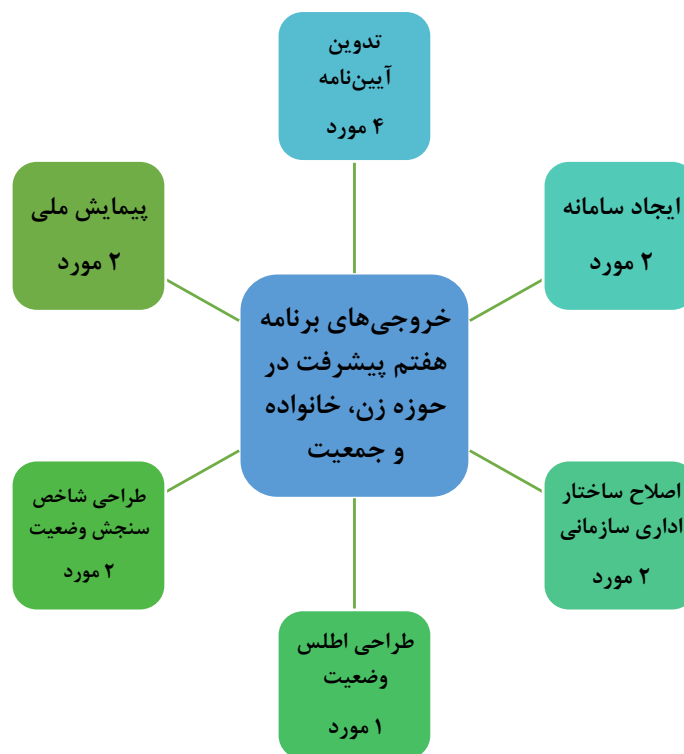 تدوین
آیین‌نامه
۴ مورد
ایجاد سامانه
۲ مورد
پیمایش ملی
۲ مورد
خروجی‌های برنامه
هفتم پیشرفت در
حوزه زن، خانواده
و جمعیت
اصلاح ساختار
اداری سازمانی
۲ مورد
طراحی شاخص
سنجش وضعیت
۲ مورد
طراحی اطلس
وضعیت
۱ مورد